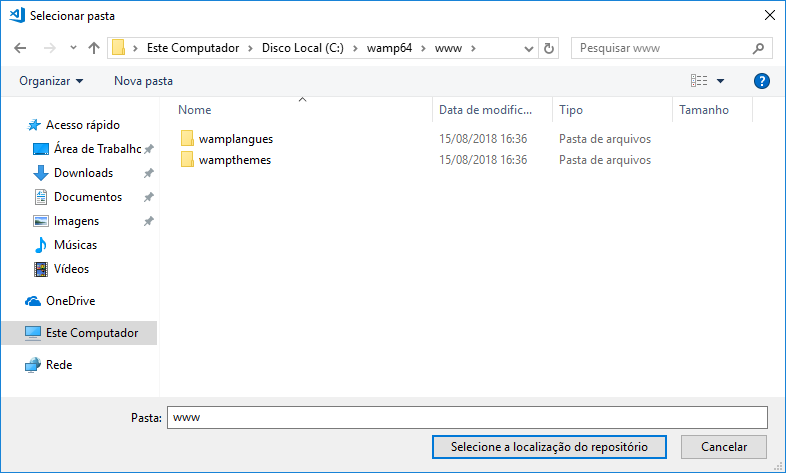 Selecionar pasta
Este Computador > Disco Local (C:) > wamp64 > www >
Pesquisar www
Organizar
Nova pasta
?
Nome
Data de modific...
Tipo
Tamanho
Acesso rápido
Área de Trabalhc
Downloads
Documentos
Imagens
Músicas
Vídeos
OneDrive
Este Computador
Rede
wamplangues 15/08/2018 16:36 Pasta de arquivos
wampthemes 15/08/2018 16:36 Pasta de arquivos
Pasta: www
Selecione a localização do repositório
Cancelar